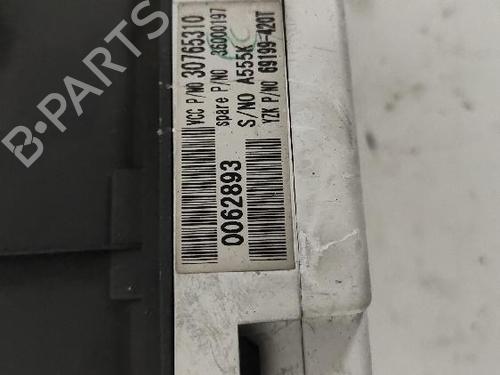 VCC P/NO 30765310
spare P/NO 36000197
S/NO A555K
0062893
YZK P/NO 69199-420T
B-PARTS